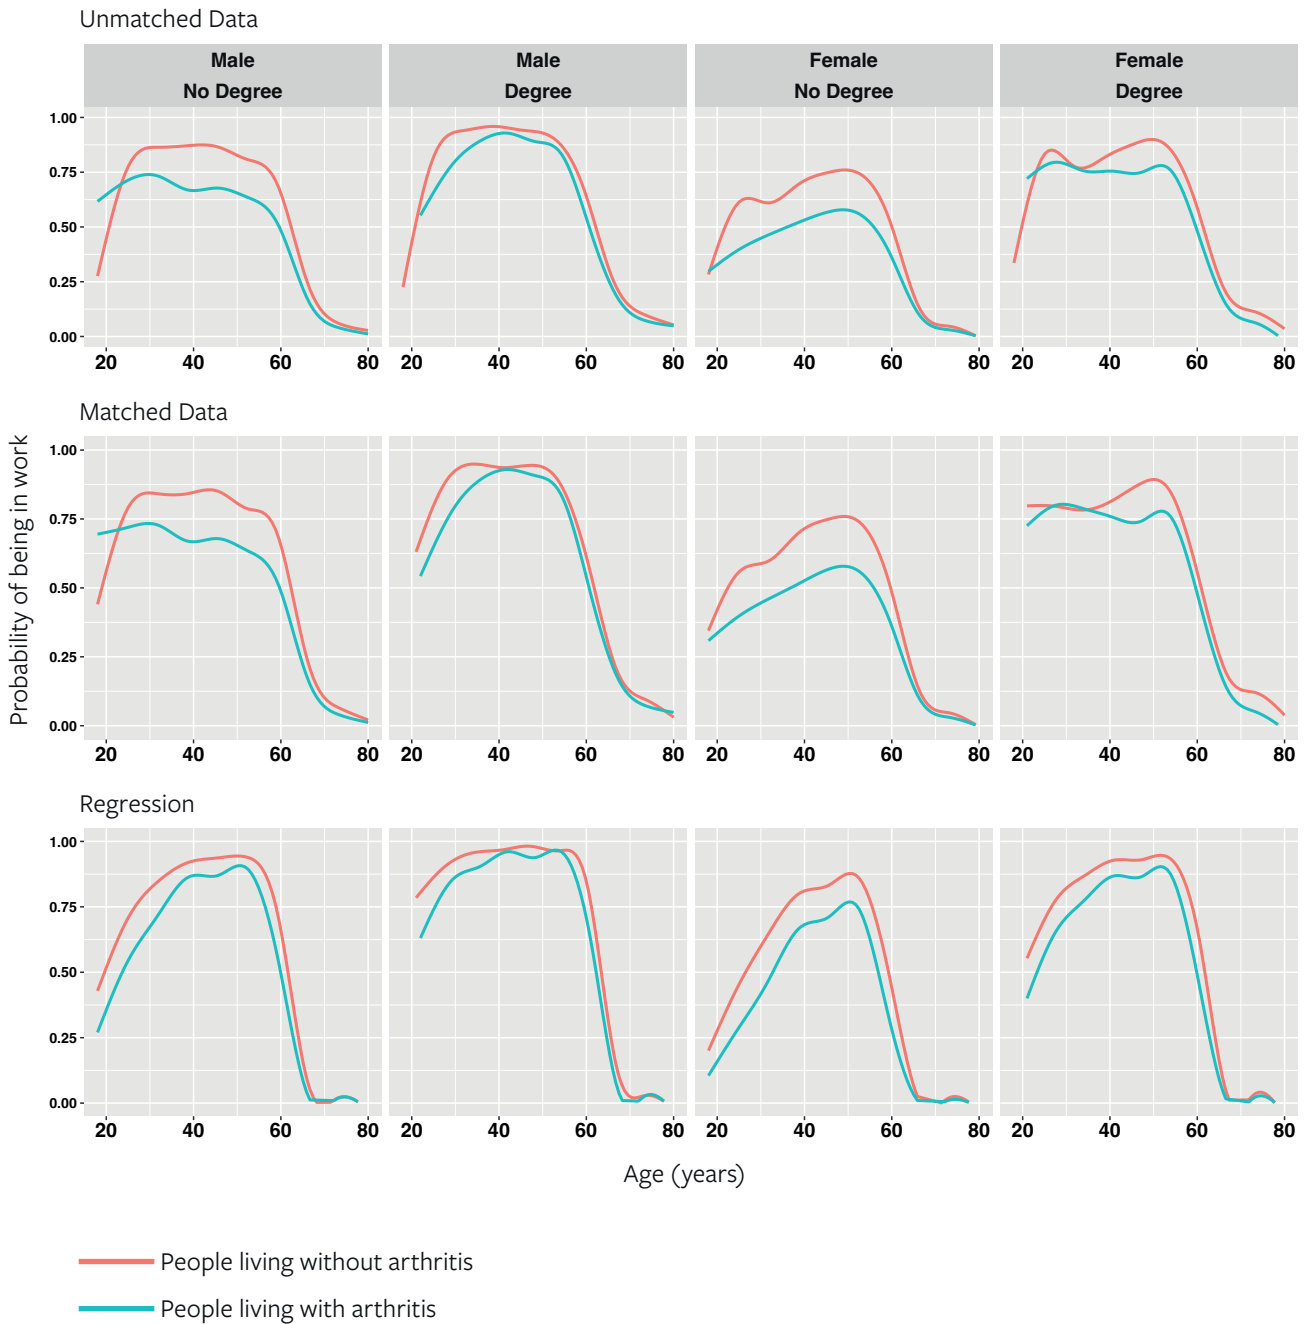 Unmatched Data
Male Male Female Female
No Degree Degree No Degree Degree
1.00
0.75
0.50
0.25
0.00
20 40 60 80 20 40 60 80 20 40 60 80 20 40 60 80
Matched Data
Probability of being in work
1.00
0.75
0.50
0.25
0.00
20 40 60 80 20 40 60 80 20 40 60 80 20 40 60 80
Regression
1.00
0.75
0.50
0.25
0.00
20 40 60 80 20 40 60 80 20 40 60 80 20 40 60 80
Age (years)
People living without arthritis
People living with arthritis